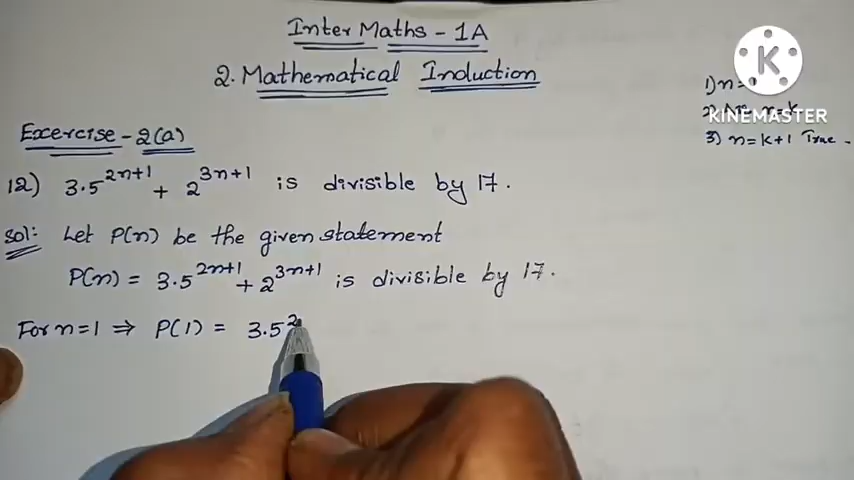 Inter Maths - 1A
2. Mathematical Induction
K
KINEMASTER
1) n=
2) n=k
3) n=k+1 True.
Exercise - 2(a)
12) 3·5^{2n+1} + 2^{3n+1} is divisible by 17.
Sol: Let P(n) be the given statement
P(n) = 3·5^{2n+1} + 2^{3n+1} is divisible by 17.
For n=1 ⇒ P(1) = 3·5^2